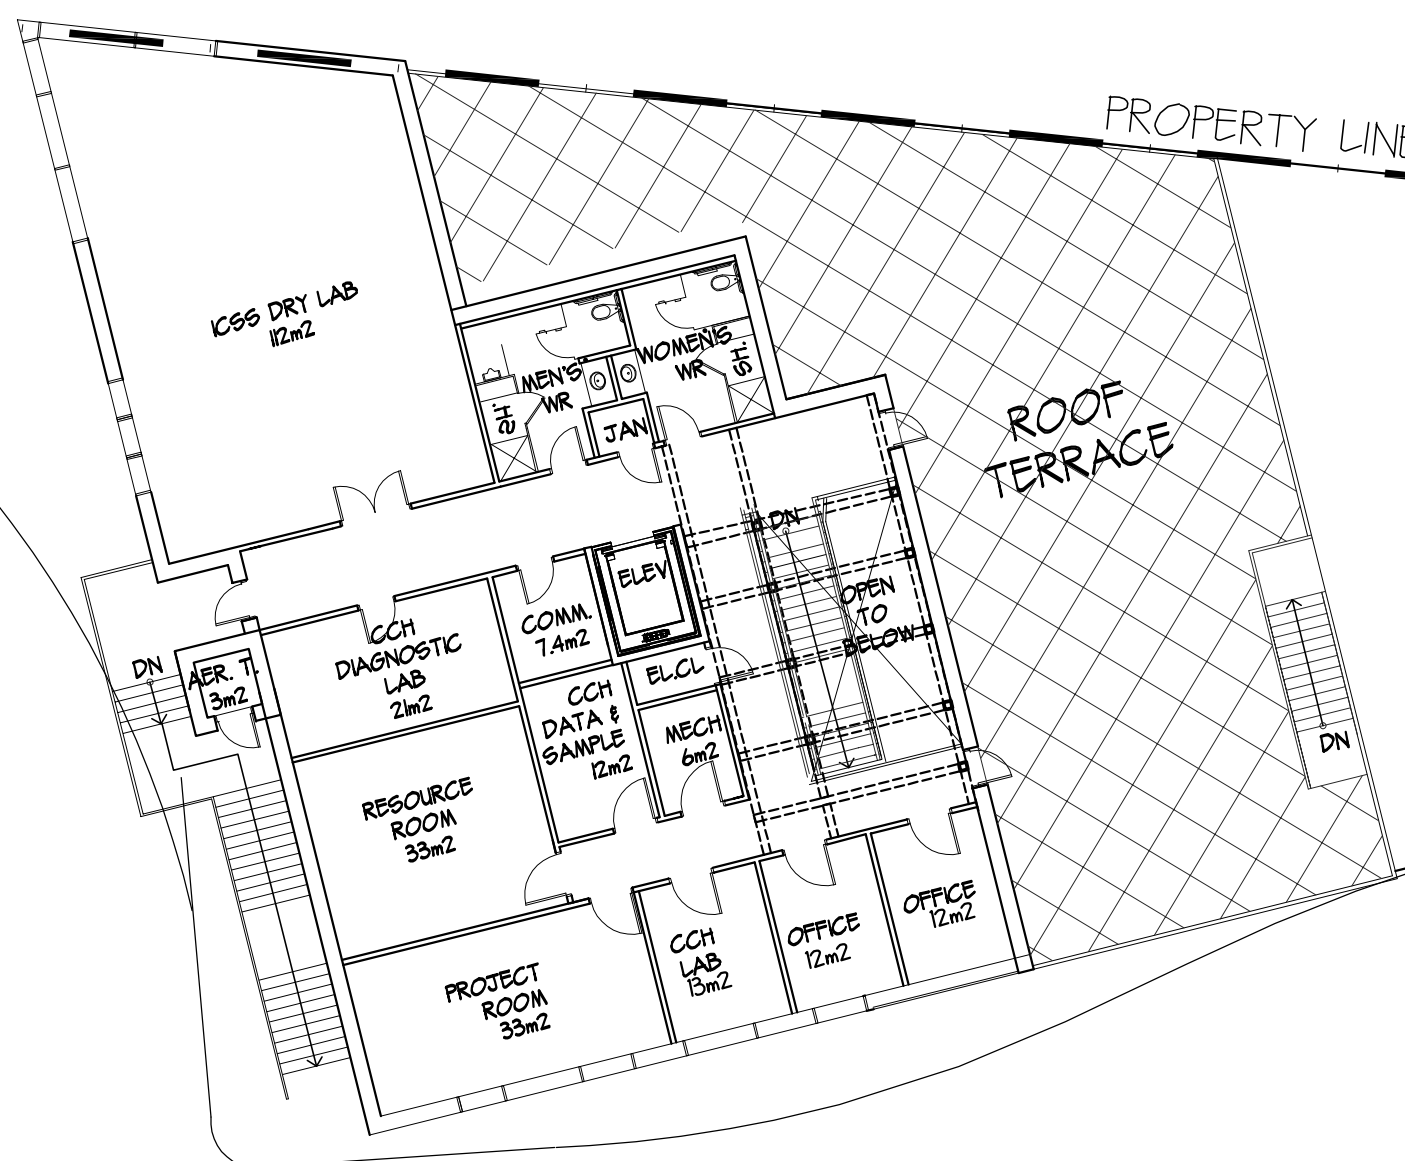 PROPERTY LINE
ICSS DRY LAB
112m2
MEN'S
WR
SH.
WOMEN'S
WR
SH.
JAN
ROOF
TERRACE
DN
ELEV
OPEN
TO
BELOW
COMM.
7.4m2
CCH
DIAGNOSTIC
LAB
21m2
DN
AER. T.
3m2
EL.CL
CCH
DATA &
SAMPLE
12m2
MECH
6m2
DN
RESOURCE
ROOM
33m2
PROJECT
ROOM
33m2
CCH
LAB
13m2
OFFICE
12m2
OFFICE
12m2